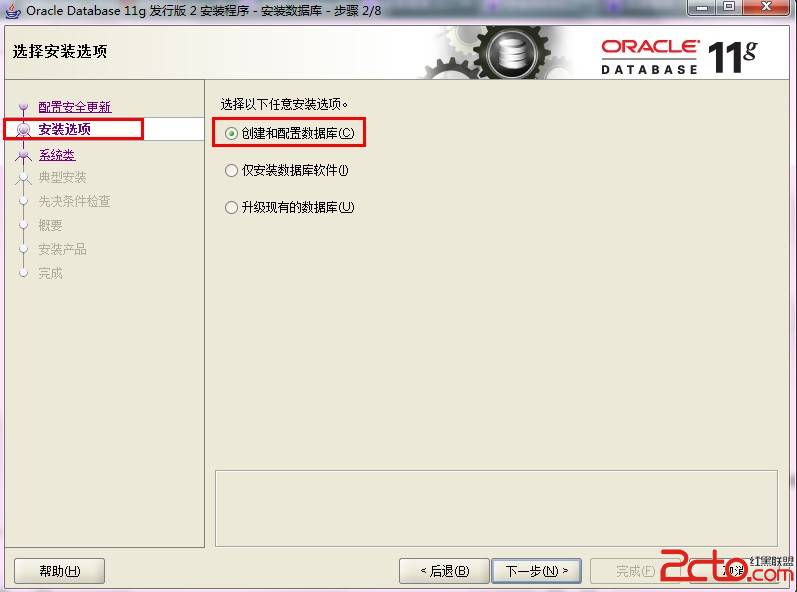 Oracle Database 11g 发行版 2 安装程序 - 安装数据库 - 步骤 2/8
选择安装选项
ORACLE
DATABASE
11g
配置安全更新
安装选项
系统类
典型安装
先决条件检查
概要
安装产品
完成
选择以下任意安装选项。
创建和配置数据库(C)
仅安装数据库软件(I)
升级现有的数据库(U)
帮助(H)
< 后退(B)
下一步(N) >
完成(F)
取消
2cto.com
红黑联盟